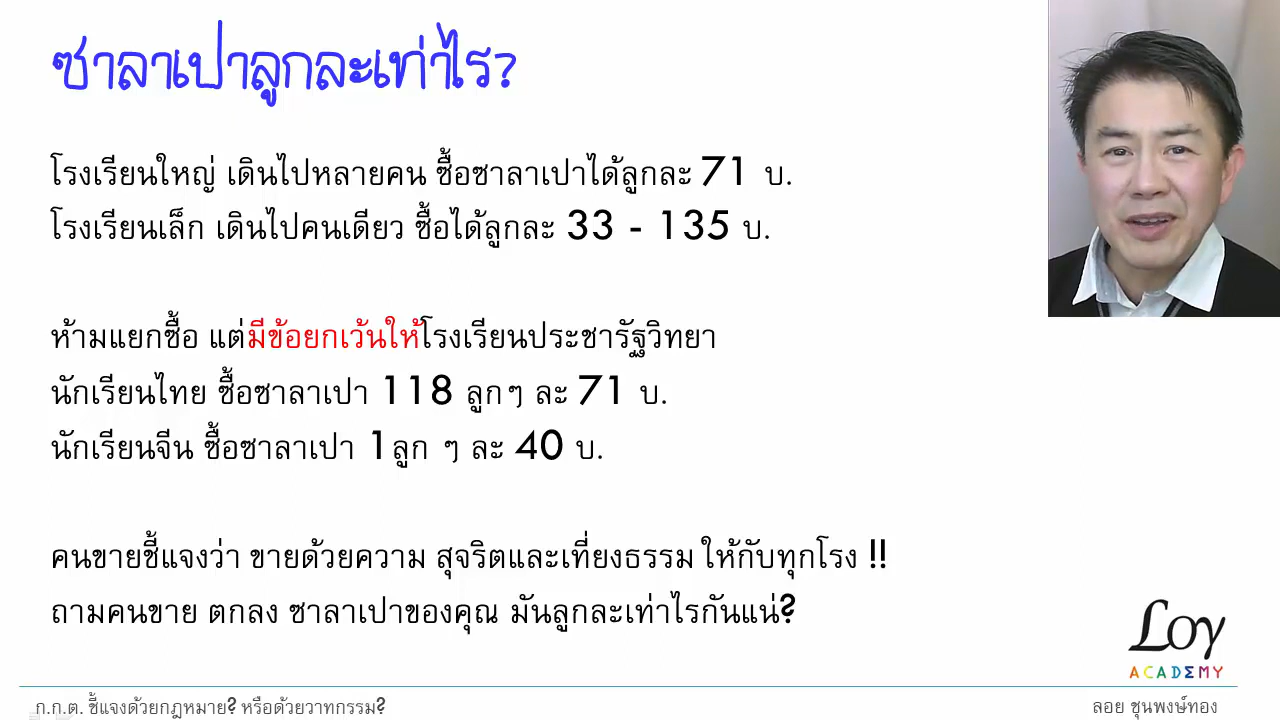 ซาลาเปาลูกละเท่าไร?
โรงเรียนใหญ่ เดินไปหลายคน ซื้อซาลาเปาได้ลูกละ 71 บ.
โรงเรียนเล็ก เดินไปคนเดียว ซื้อได้ลูกละ 33 - 135 บ.
ห้ามแยกซื้อ แต่มีข้อยกเว้นให้โรงเรียนประชารัฐวิทยา
นักเรียนไทย ซื้อซาลาเปา 118 ลูกๆ ละ 71 บ.
นักเรียนจีน ซื้อซาลาเปา 1ลูก ๆ ละ 40 บ.
คนขายชี้แจงว่า ขายด้วยความ สุจริตและเที่ยงธรรม ให้กับทุกโรง !!
ถามคนขาย ตกลง ซาลาเปาของคุณ มันลูกละเท่าไรกันแน่?
Loy
ACADEMY
ก.ก.ต. ชี้แจงด้วยกฎหมาย? หรือด้วยวาทกรรม?
ลอย ชุนพงษ์ทอง